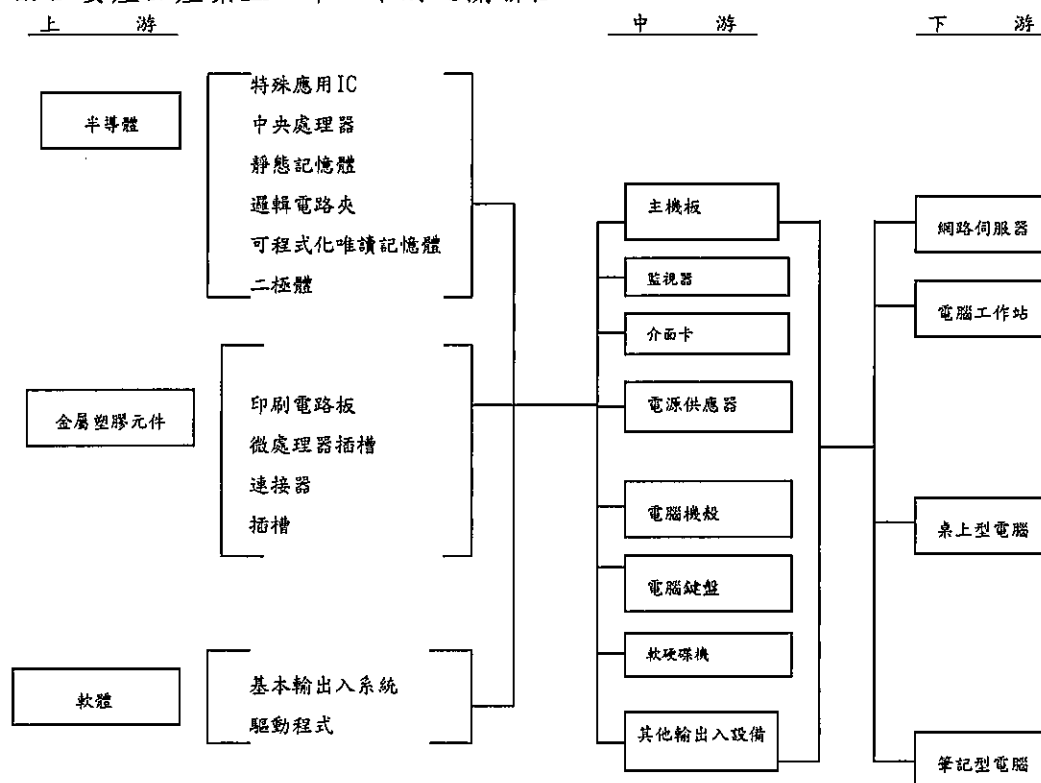 上 游
中 游
下 游
半導體
特殊應用IC
中央處理器
靜態記憶體
邏輯電路夾
可程式化唯讀記憶體
二極體
金屬塑膠元件
印刷電路板
微處理器插槽
連接器
插槽
軟體
基本輸出入系統
驅動程式
主機板
監視器
介面卡
電源供應器
電腦機殼
電腦鍵盤
軟硬碟機
其他輸出入設備
網路伺服器
電腦工作站
桌上型電腦
筆記型電腦